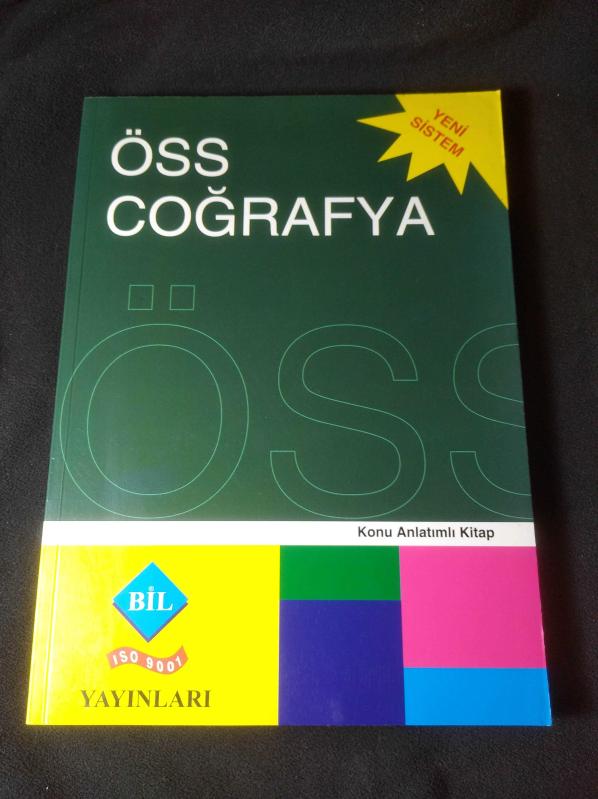 YENİ
SİSTEM
ÖSS
COĞRAFYA
ÖSS
Konu Anlatımlı Kitap
BİL
ISO 9001
YAYINLARI